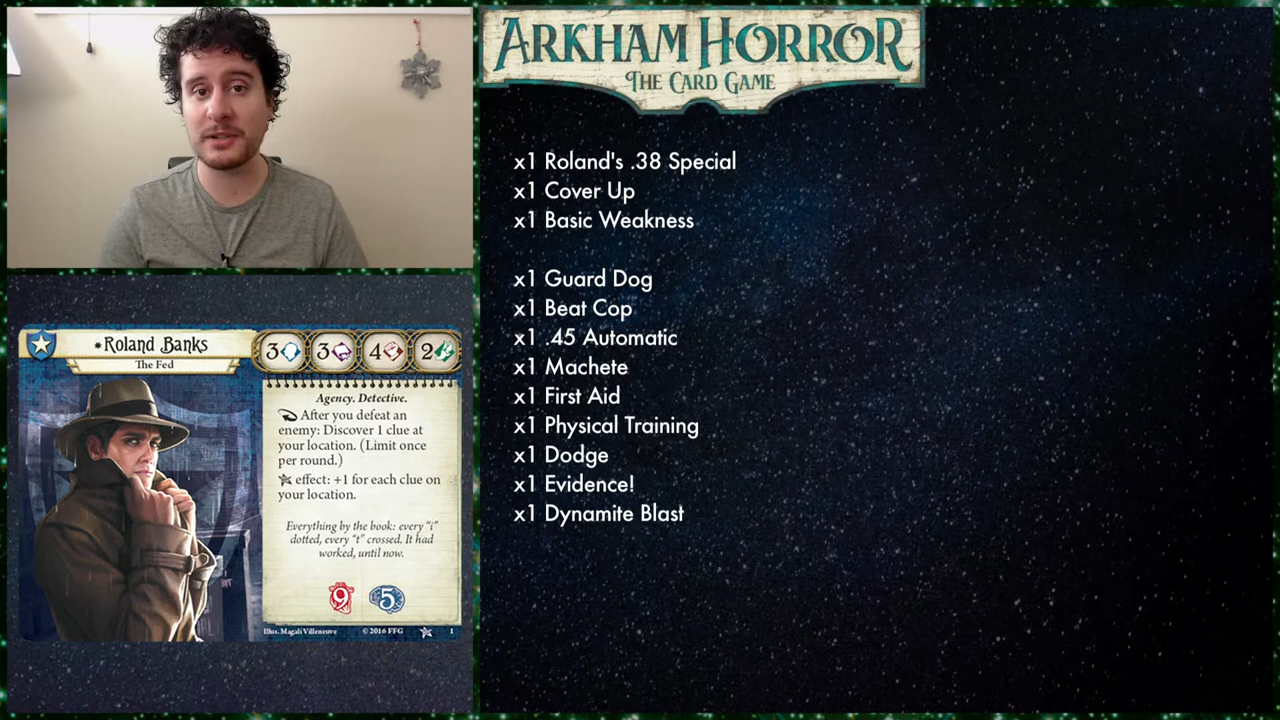 ARKHAM HORROR
THE CARD GAME
x1 Roland's .38 Special
x1 Cover Up
x1 Basic Weakness
x1 Guard Dog
x1 Beat Cop
x1 .45 Automatic
x1 Machete
x1 First Aid
x1 Physical Training
x1 Dodge
x1 Evidence!
x1 Dynamite Blast
*Roland Banks
The Fed
3 3 4 2
Agency. Detective.
After you defeat an
enemy: Discover 1 clue at
your location. (Limit once
per round.)
effect: +1 for each clue on
your location.
Everything by the book: every "i"
dotted, every "t" crossed. It had
worked, until now.
9 5
Illus. Magali Villeneuve © 2016 FFG 1